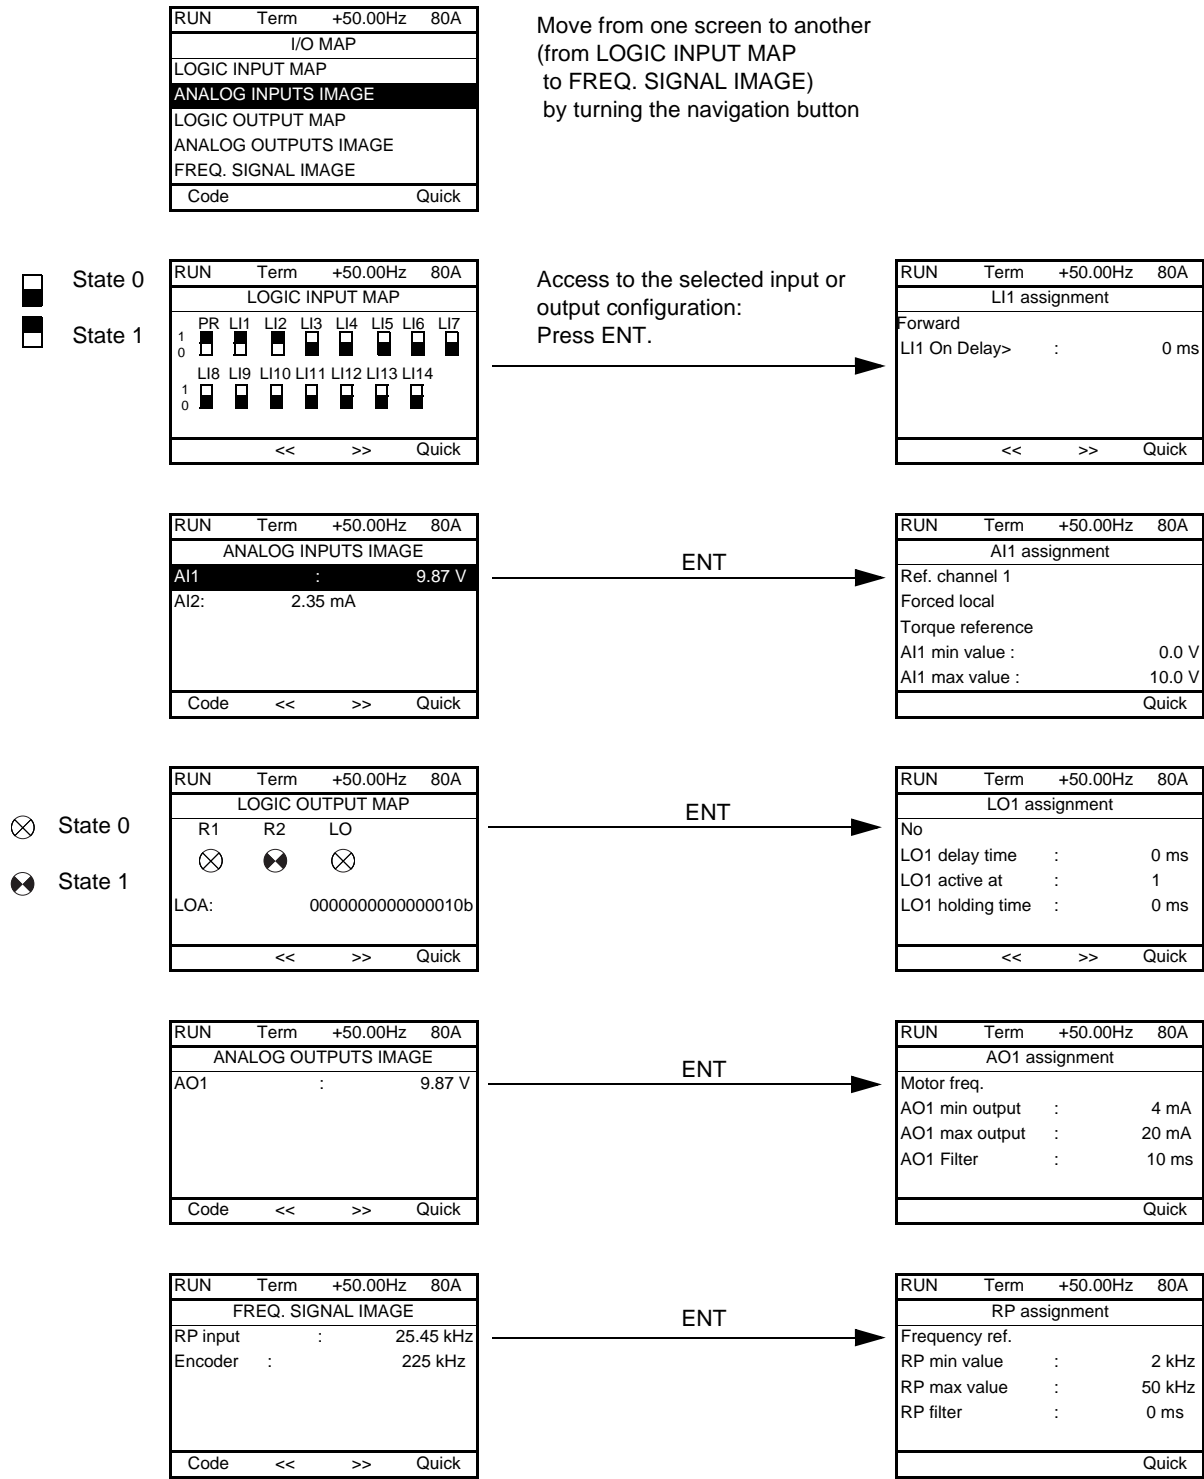 RUN Term +50.00Hz 80A
I/O MAP
LOGIC INPUT MAP
ANALOG INPUTS IMAGE
LOGIC OUTPUT MAP
ANALOG OUTPUTS IMAGE
FREQ. SIGNAL IMAGE
Code Quick
Move from one screen to another
(from LOGIC INPUT MAP
to FREQ. SIGNAL IMAGE)
by turning the navigation button
State 0
State 1
RUN Term +50.00Hz 80A
LOGIC INPUT MAP
PR LI1 LI2 LI3 LI4 LI5 LI6 LI7
1
0
LI8 LI9 LI10 LI11 LI12 LI13 LI14
1
0
<< >> Quick
Access to the selected input or
output configuration:
Press ENT.
RUN Term +50.00Hz 80A
LI1 assignment
Forward
LI1 On Delay> : 0 ms
<< >> Quick
RUN Term +50.00Hz 80A
ANALOG INPUTS IMAGE
AI1 : 9.87 V
AI2: 2.35 mA
Code << >> Quick
ENT
RUN Term +50.00Hz 80A
AI1 assignment
Ref. channel 1
Forced local
Torque reference
AI1 min value : 0.0 V
AI1 max value : 10.0 V
Quick
State 0
State 1
RUN Term +50.00Hz 80A
LOGIC OUTPUT MAP
R1 R2 LO
LOA: 0000000000000010b
<< >> Quick
ENT
RUN Term +50.00Hz 80A
LO1 assignment
No
LO1 delay time : 0 ms
LO1 active at : 1
LO1 holding time : 0 ms
<< >> Quick
RUN Term +50.00Hz 80A
ANALOG OUTPUTS IMAGE
AO1 : 9.87 V
Code << >> Quick
ENT
RUN Term +50.00Hz 80A
AO1 assignment
Motor freq.
AO1 min output : 4 mA
AO1 max output : 20 mA
AO1 Filter : 10 ms
Quick
RUN Term +50.00Hz 80A
FREQ. SIGNAL IMAGE
RP input : 25.45 kHz
Encoder : 225 kHz
Code << >> Quick
ENT
RUN Term +50.00Hz 80A
RP assignment
Frequency ref.
RP min value : 2 kHz
RP max value : 50 kHz
RP filter : 0 ms
Quick